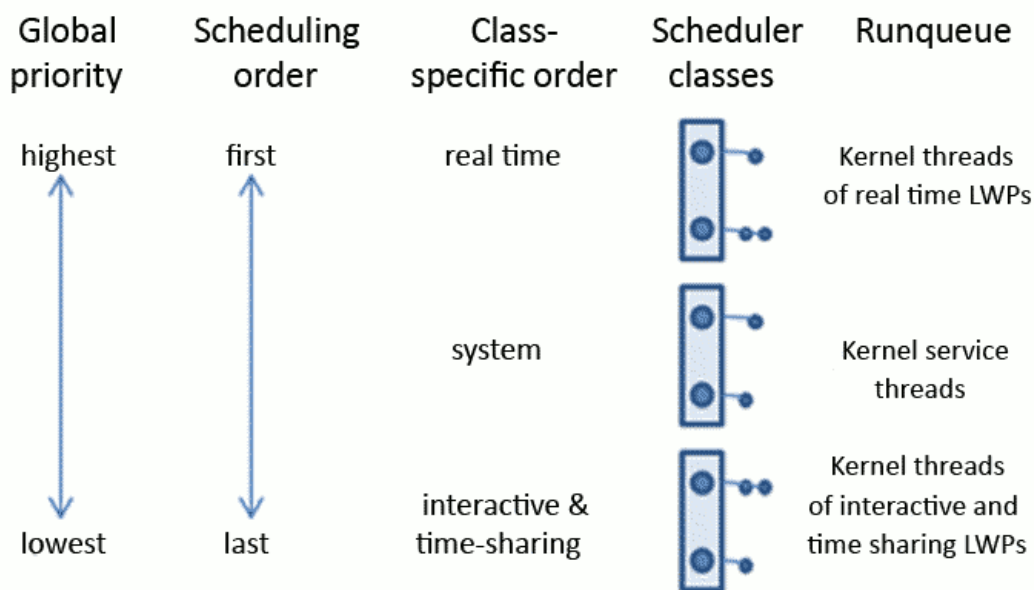 Global priority
Scheduling order
Class-specific order
Scheduler classes
Runqueue
highest
first
real time
Kernel threads
of real time LWPs
system
Kernel service
threads
lowest
last
interactive &
time-sharing
Kernel threads
of interactive and
time sharing LWPs